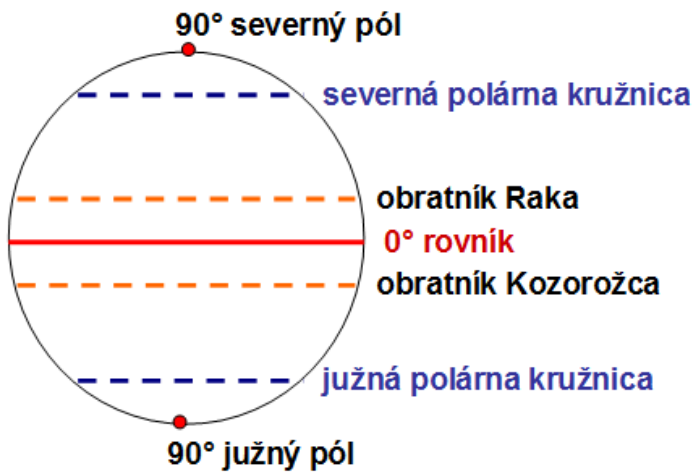 90° severný pól
severná polárna kružnica
obratník Raka
0° rovník
obratník Kozorožca
južná polárna kružnica
90° južný pól